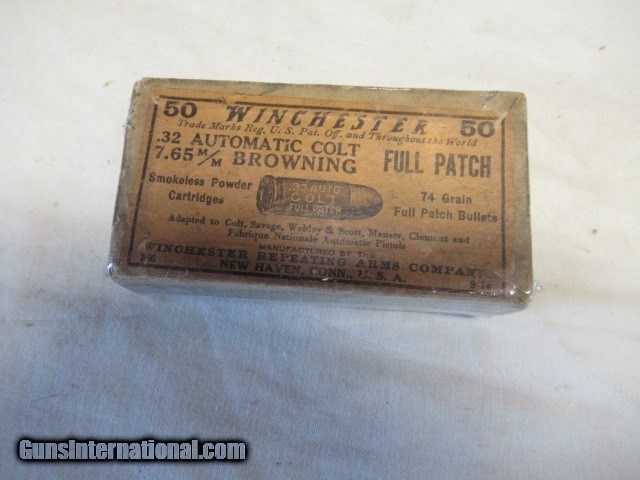 50 WINCHESTER 50
Trade Marks Reg. U. S. Pat. Off. and Throughout the World
.32 AUTOMATIC COLT
7.65 M/M BROWNING
FULL PATCH
Smokeless Powder
Cartridges
.32 AUTO
COLT
FULL PATCH
74 Grain
Full Patch Bullets
Adapted to Colt, Savage, Webley & Scott, Mauser, Clement and
Fabrique Nationale Automatic Pistols
MANUFACTURED BY THE
WINCHESTER REPEATING ARMS COMPANY
NEW HAVEN, CONN., U. S. A.
GunsInternational.com